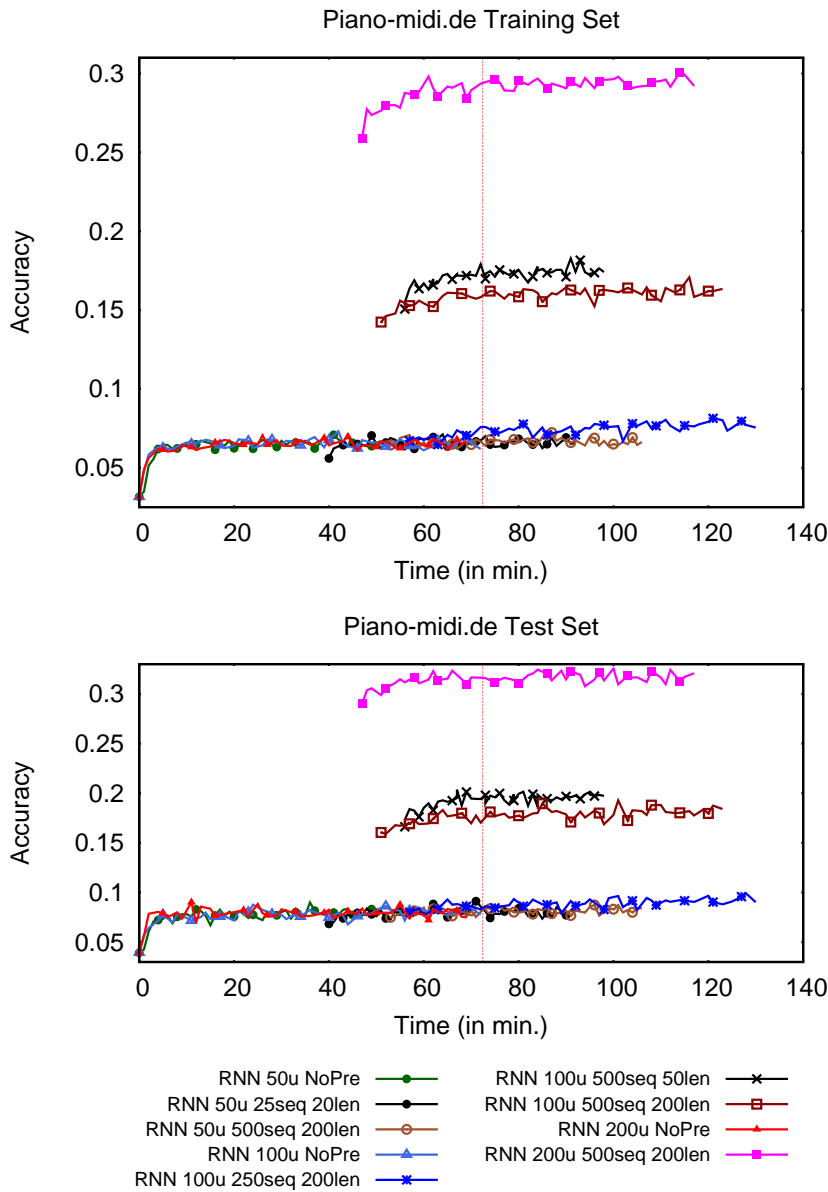 Piano-midi.de Training Set
0.3
0.25
0.2
0.15
0.1
0.05
Accuracy
0 20 40 60 80 100 120 140
Time (in min.)
Piano-midi.de Test Set
0.3
0.25
0.2
0.15
0.1
0.05
Accuracy
0 20 40 60 80 100 120 140
Time (in min.)
RNN 50u NoPre
RNN 50u 25seq 20len
RNN 50u 500seq 200len
RNN 100u NoPre
RNN 100u 250seq 200len
RNN 100u 500seq 50len
RNN 100u 500seq 200len
RNN 200u NoPre
RNN 200u 500seq 200len